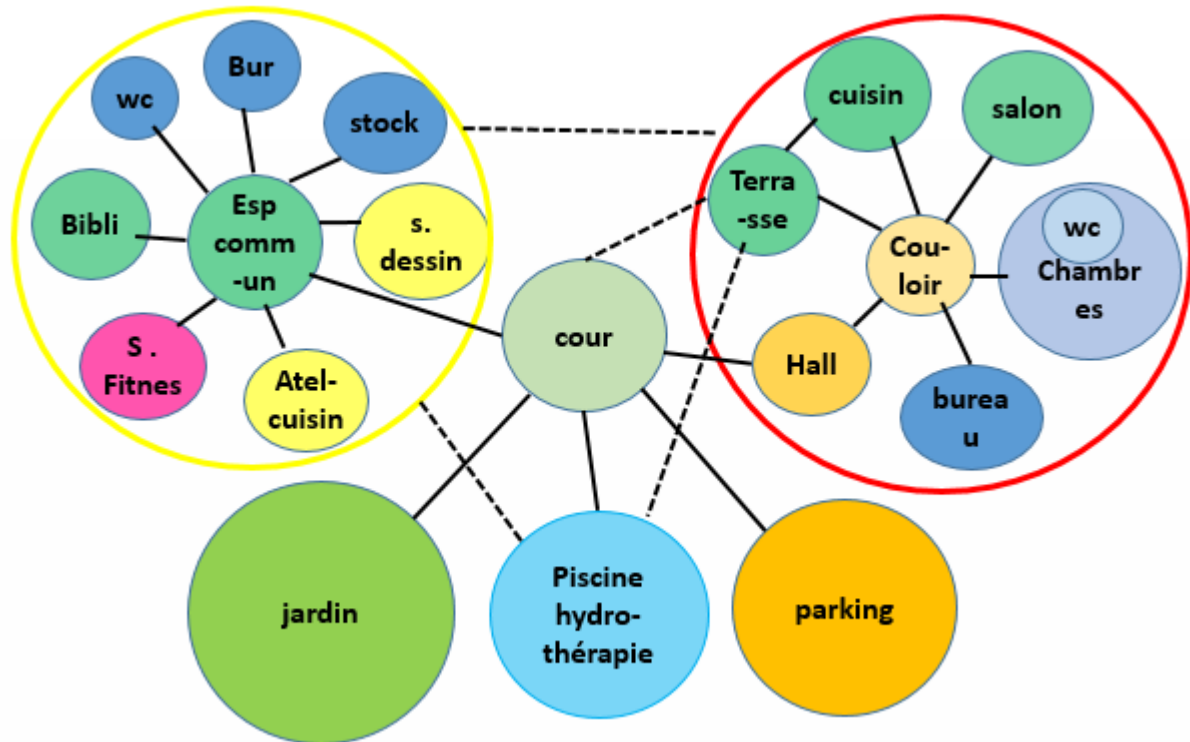 wc
Bur
stock
Bibli
Esp
comm
-un
s.
dessin
S .
Fitnes
Atel-
cuisin
cour
cuisin
salon
Terra
-sse
Cou-
loir
wc
Chambr
es
Hall
burea
u
jardin
Piscine
hydro-
thérapie
parking